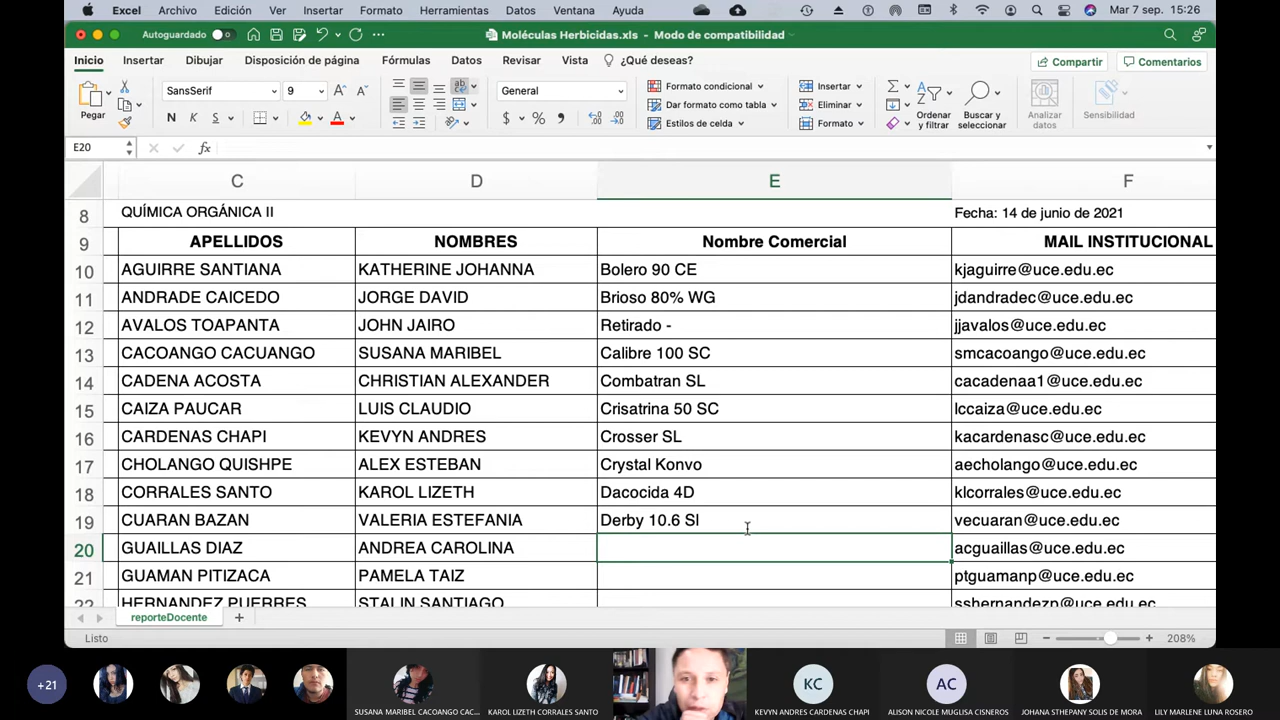 Excel Archivo Edición Ver Insertar Formato Herramientas Datos Ventana Ayuda Mar 7 sep. 15:26
Autoguardado Moléculas Herbicidas.xls - Modo de compatibilidad
Inicio Insertar Dibujar Disposición de página Fórmulas Datos Revisar Vista ¿Qué deseas? Compartir Comentarios
Pegar SansSerif 9 General Formato condicional Insertar
Dar formato como tabla Eliminar Ordenar y filtrar Buscar y seleccionar Analizar datos Sensibilidad
N K S Estilos de celda Formato
E20 fx
C D E F
8 QUÍMICA ORGÁNICA II Fecha: 14 de junio de 2021
9 APELLIDOS NOMBRES Nombre Comercial MAIL INSTITUCIONAL
10 AGUIRRE SANTIANA KATHERINE JOHANNA Bolero 90 CE kjaguirre@uce.edu.ec
11 ANDRADE CAICEDO JORGE DAVID Brioso 80% WG jdandradec@uce.edu.ec
12 AVALOS TOAPANTA JOHN JAIRO Retirado - jjavalos@uce.edu.ec
13 CACOANGO CACUANGO SUSANA MARIBEL Calibre 100 SC smcacoango@uce.edu.ec
14 CADENA ACOSTA CHRISTIAN ALEXANDER Combatran SL cacadenaa1@uce.edu.ec
15 CAIZA PAUCAR LUIS CLAUDIO Crisatrina 50 SC lccaiza@uce.edu.ec
16 CARDENAS CHAPI KEVYN ANDRES Crosser SL kacardenasc@uce.edu.ec
17 CHOLANGO QUISHPE ALEX ESTEBAN Crystal Konvo aecholango@uce.edu.ec
18 CORRALES SANTO KAROL LIZETH Dacocida 4D klcorrales@uce.edu.ec
19 CUARAN BAZAN VALERIA ESTEFANIA Derby 10.6 Sl vecuaran@uce.edu.ec
20 GUAILLAS DIAZ ANDREA CAROLINA acguaillas@uce.edu.ec
21 GUAMAN PITIZACA PAMELA TAIZ ptguamanp@uce.edu.ec
22 HERNANDEZ PUERRES STALIN SANTIAGO sshernandezp@uce.edu.ec
reporteDocente
Listo 208%
+21 KC AC
SUSANA MARIBEL CACOANGO CAC... KAROL LIZETH CORRALES SANTO KEVYN ANDRES CARDENAS CHAPI ALISON NICOLE MUGLISA CISNEROS JOHANA STHEPANY SOLIS DE MORA LILY MARLENE LUNA ROSERO